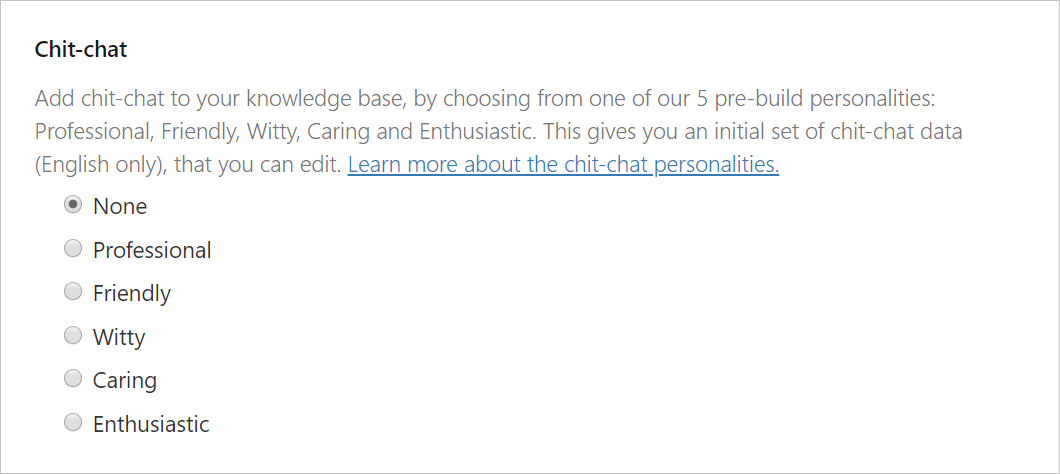 Chit-chat
Add chit-chat to your knowledge base, by choosing from one of our 5 pre-build personalities:
Professional, Friendly, Witty, Caring and Enthusiastic. This gives you an initial set of chit-chat data
(English only), that you can edit. Learn more about the chit-chat personalities.
None
Professional
Friendly
Witty
Caring
Enthusiastic